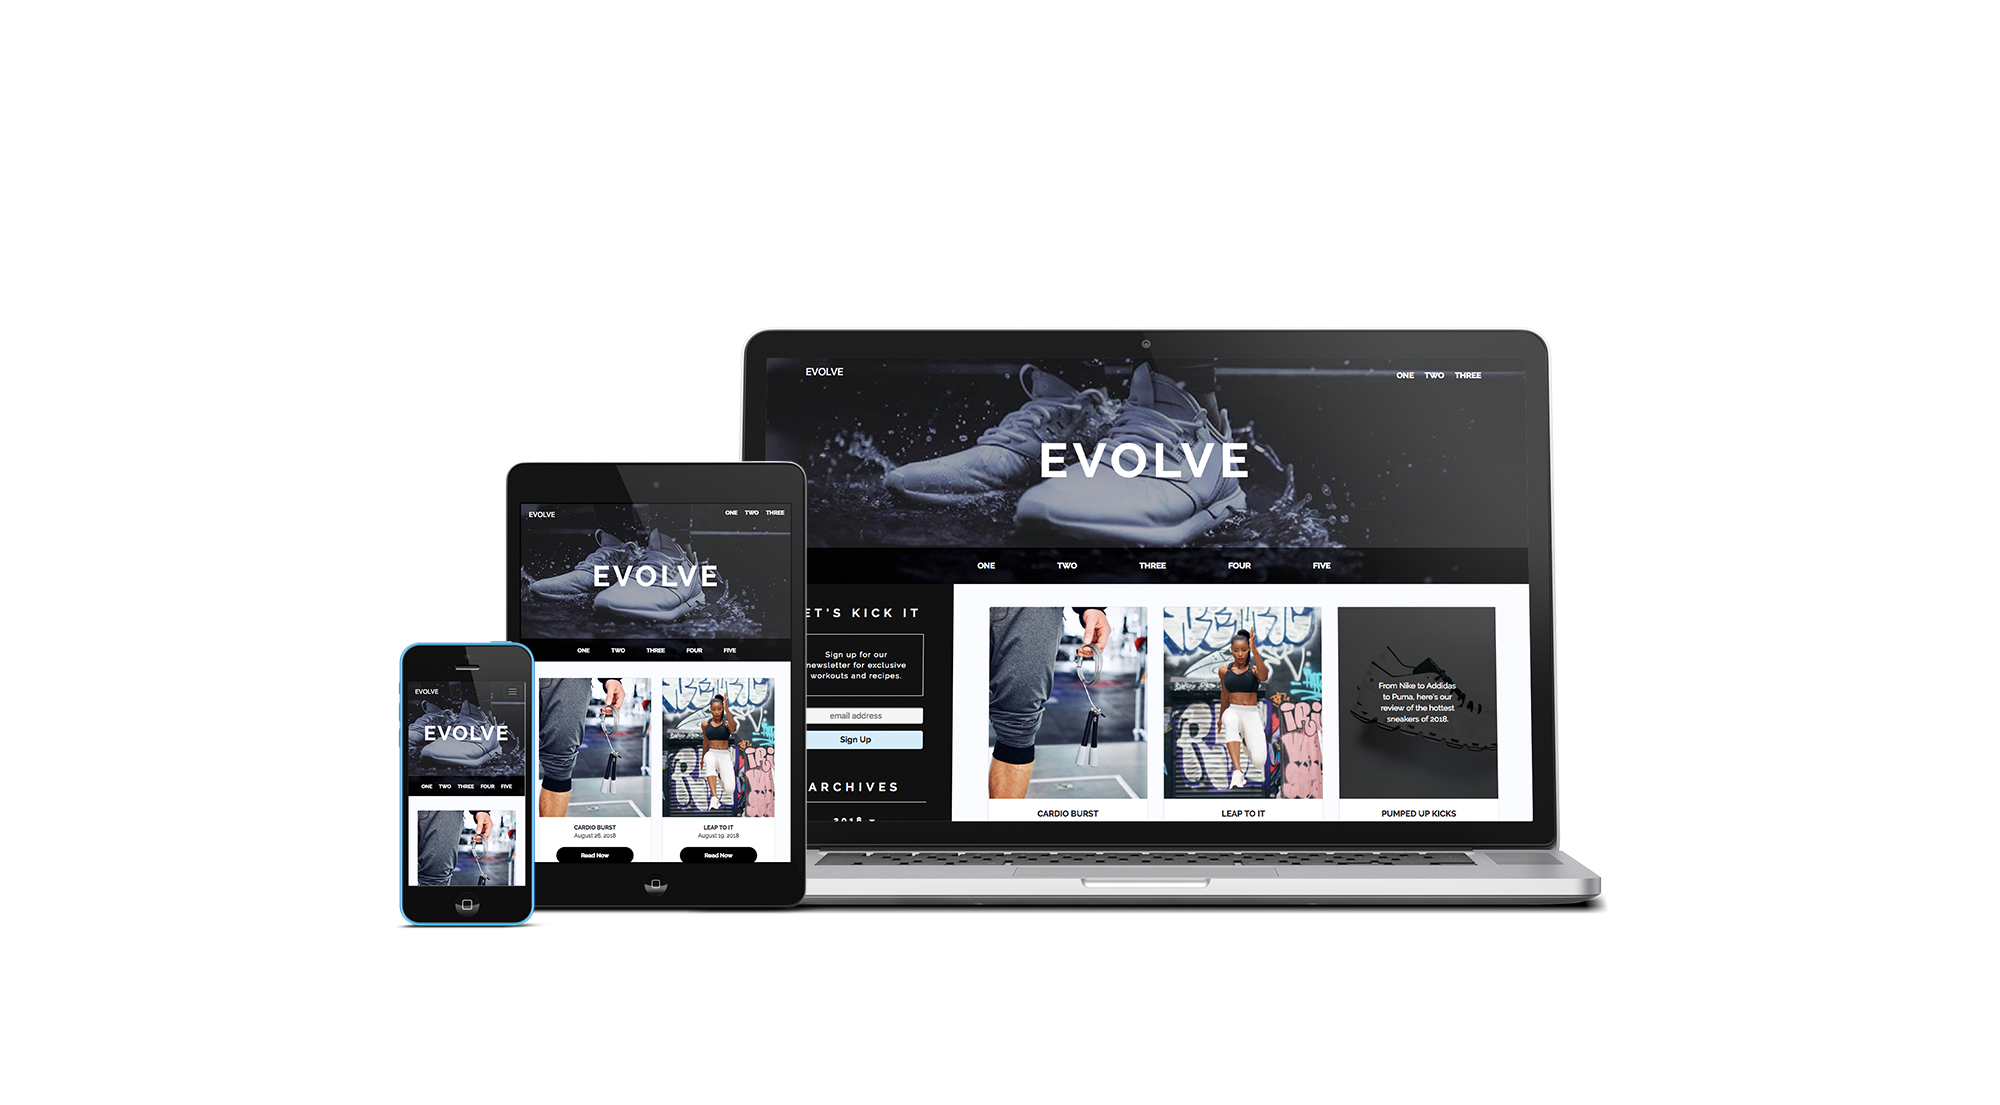 EVOLVE
ONE TWO THREE
EVOLVE
ONE TWO THREE FOUR FIVE
ET'S KICK IT
Sign up for our
newsletter for exclusive
workouts and recipes.
email address
Sign Up
ARCHIVES
2018
From Nike to Addidas
to Puma, here's our
review of the hottest
sneakers of 2018.
CARDIO BURST
LEAP TO IT
PUMPED UP KICKS
EVOLVE
ONE TWO THREE
EVOLVE
ONE TWO THREE FOUR FIVE
CARDIO BURST
August 26, 2018
Read Now
LEAP TO IT
August 19, 2018
Read Now
EVOLVE
EVOLVE
ONE TWO THREE FOUR FIVE